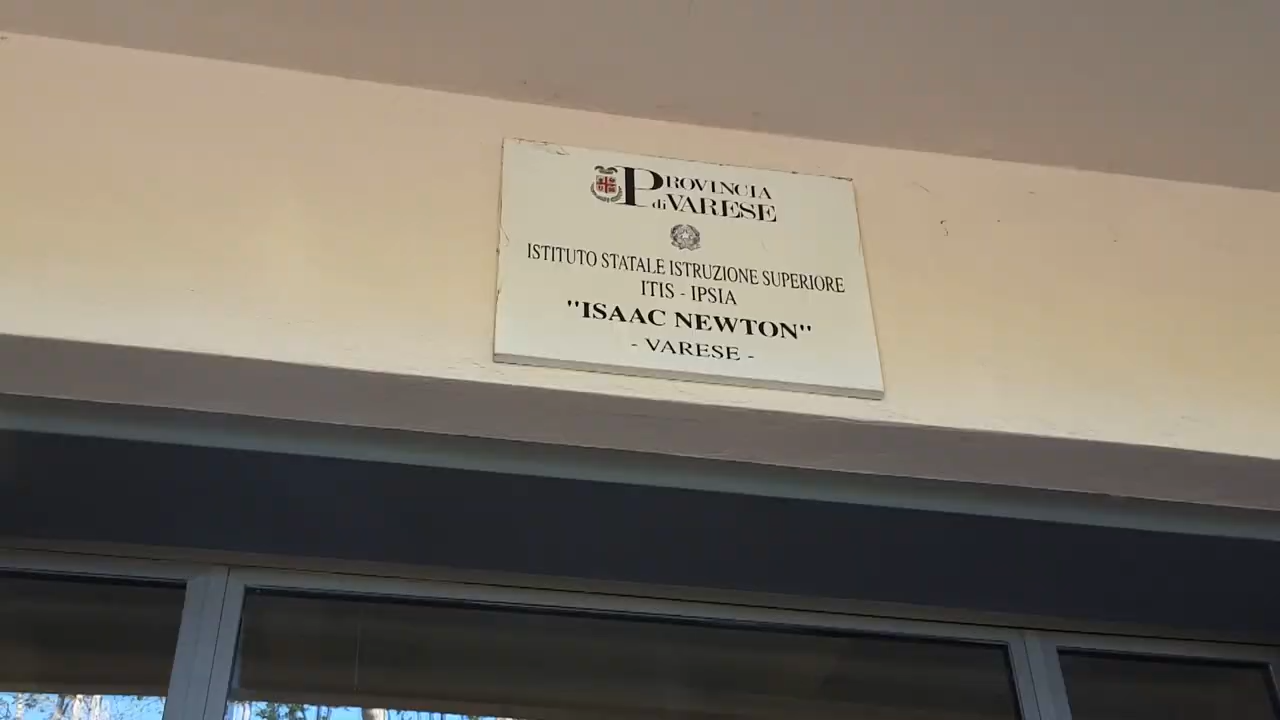 PROVINCIA
di VARESE
ISTITUTO STATALE ISTRUZIONE SUPERIORE
ITIS - IPSIA
"ISAAC NEWTON"
- VARESE -